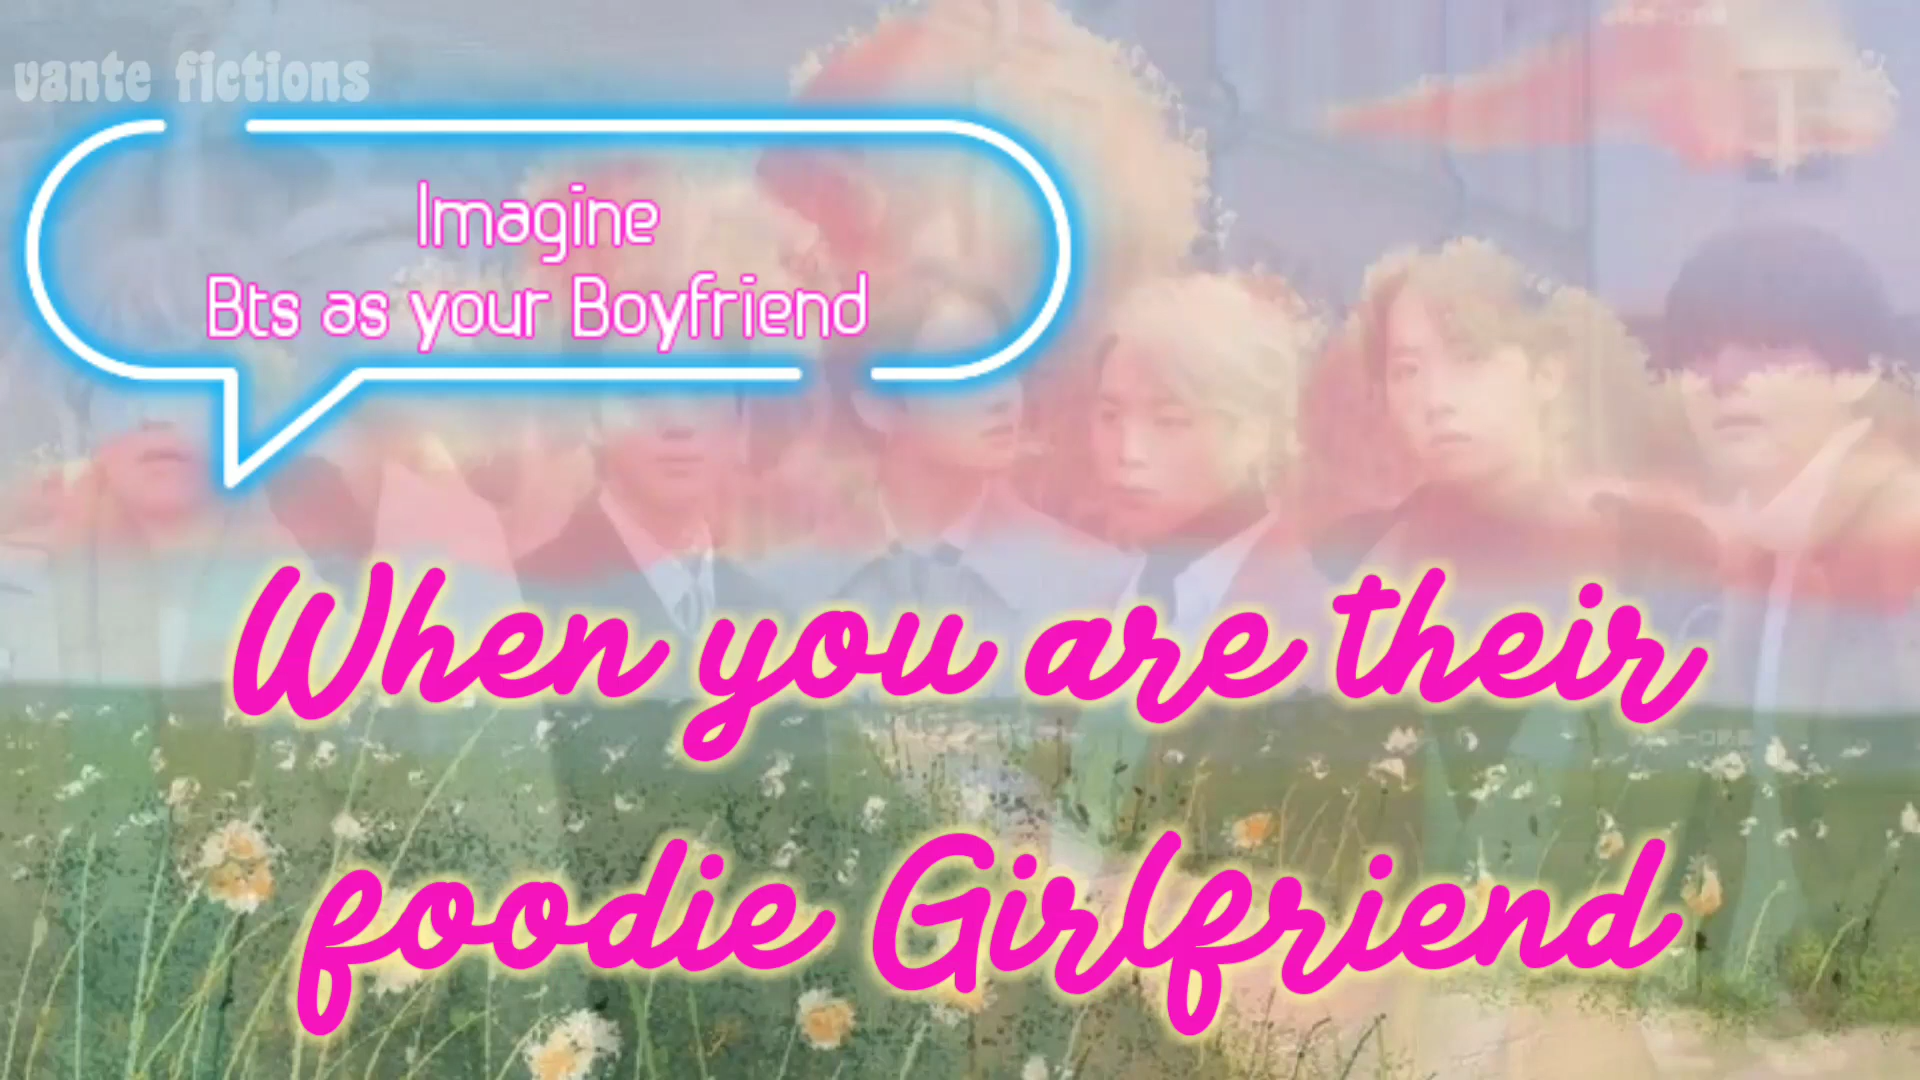 vante fictions
Imagine
Bts as your Boyfriend
When you are their
foodie Girlfriend